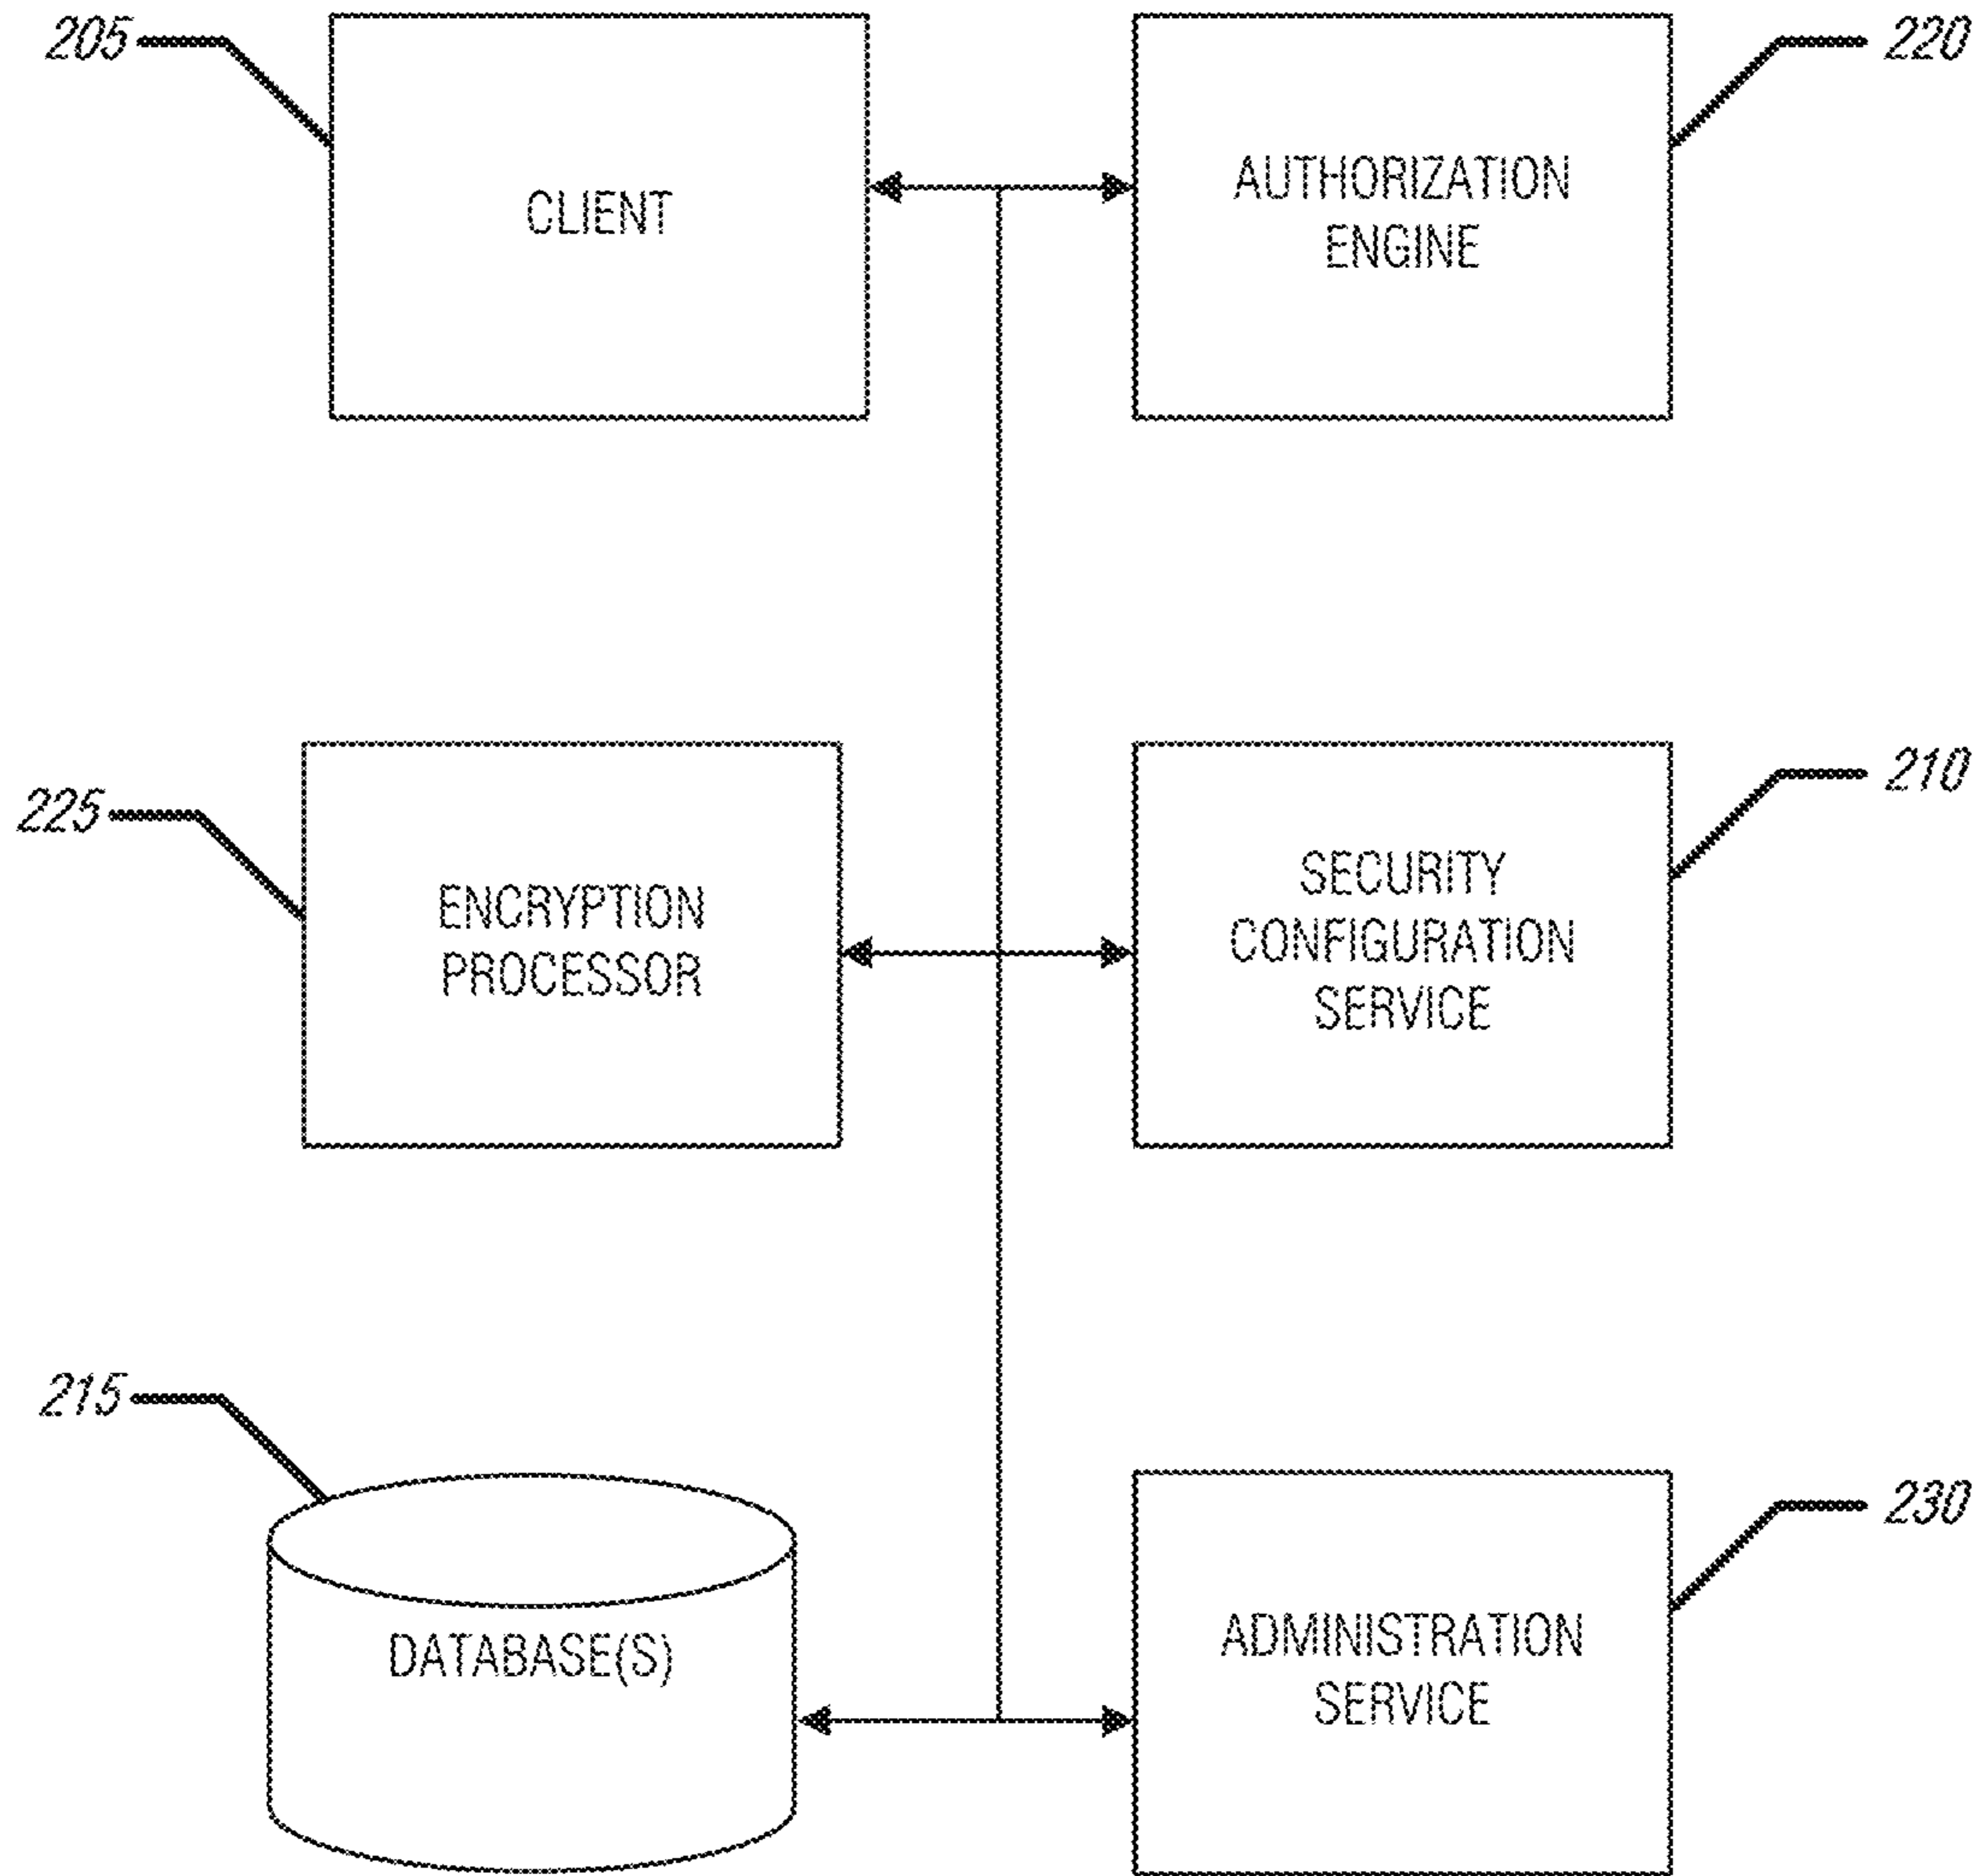 205
CLIENT
220
AUTHORIZATION
ENGINE
225
ENCRYPTION
PROCESSOR
210
SECURITY
CONFIGURATION
SERVICE
215
DATABASE(S)
230
ADMINISTRATION
SERVICE